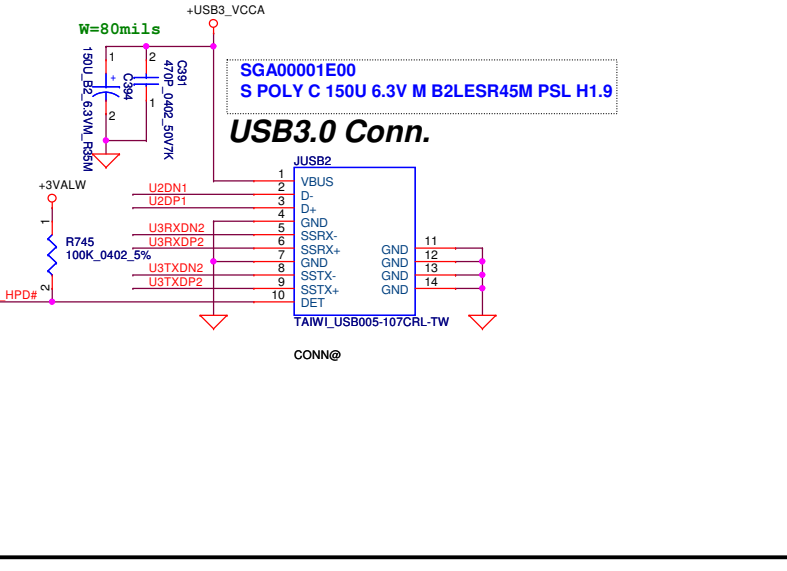 +USB3_VCCA
W=80mils
1
+
2
C394
150U_B2_6.3VM_R35M
2
1
C391
470P_0402_50V7K
SGA00001E00
S POLY C 150U 6.3V M B2LESR45M PSL H1.9
USB3.0 Conn.
JUSB2
+3VALW
1
R745
100K_0402_5%
2
_HPD#
1 VBUS
U2DN1 2 D-
U2DP1 3 D+
4 GND
U3RXDN2 5 SSRX-
U3RXDP2 6 SSRX+
7 GND
U3TXDN2 8 SSTX-
U3TXDP2 9 SSTX+
10 DET
GND 11
GND 12
GND 13
GND 14
TAIWI_USB005-107CRL-TW
CONN@